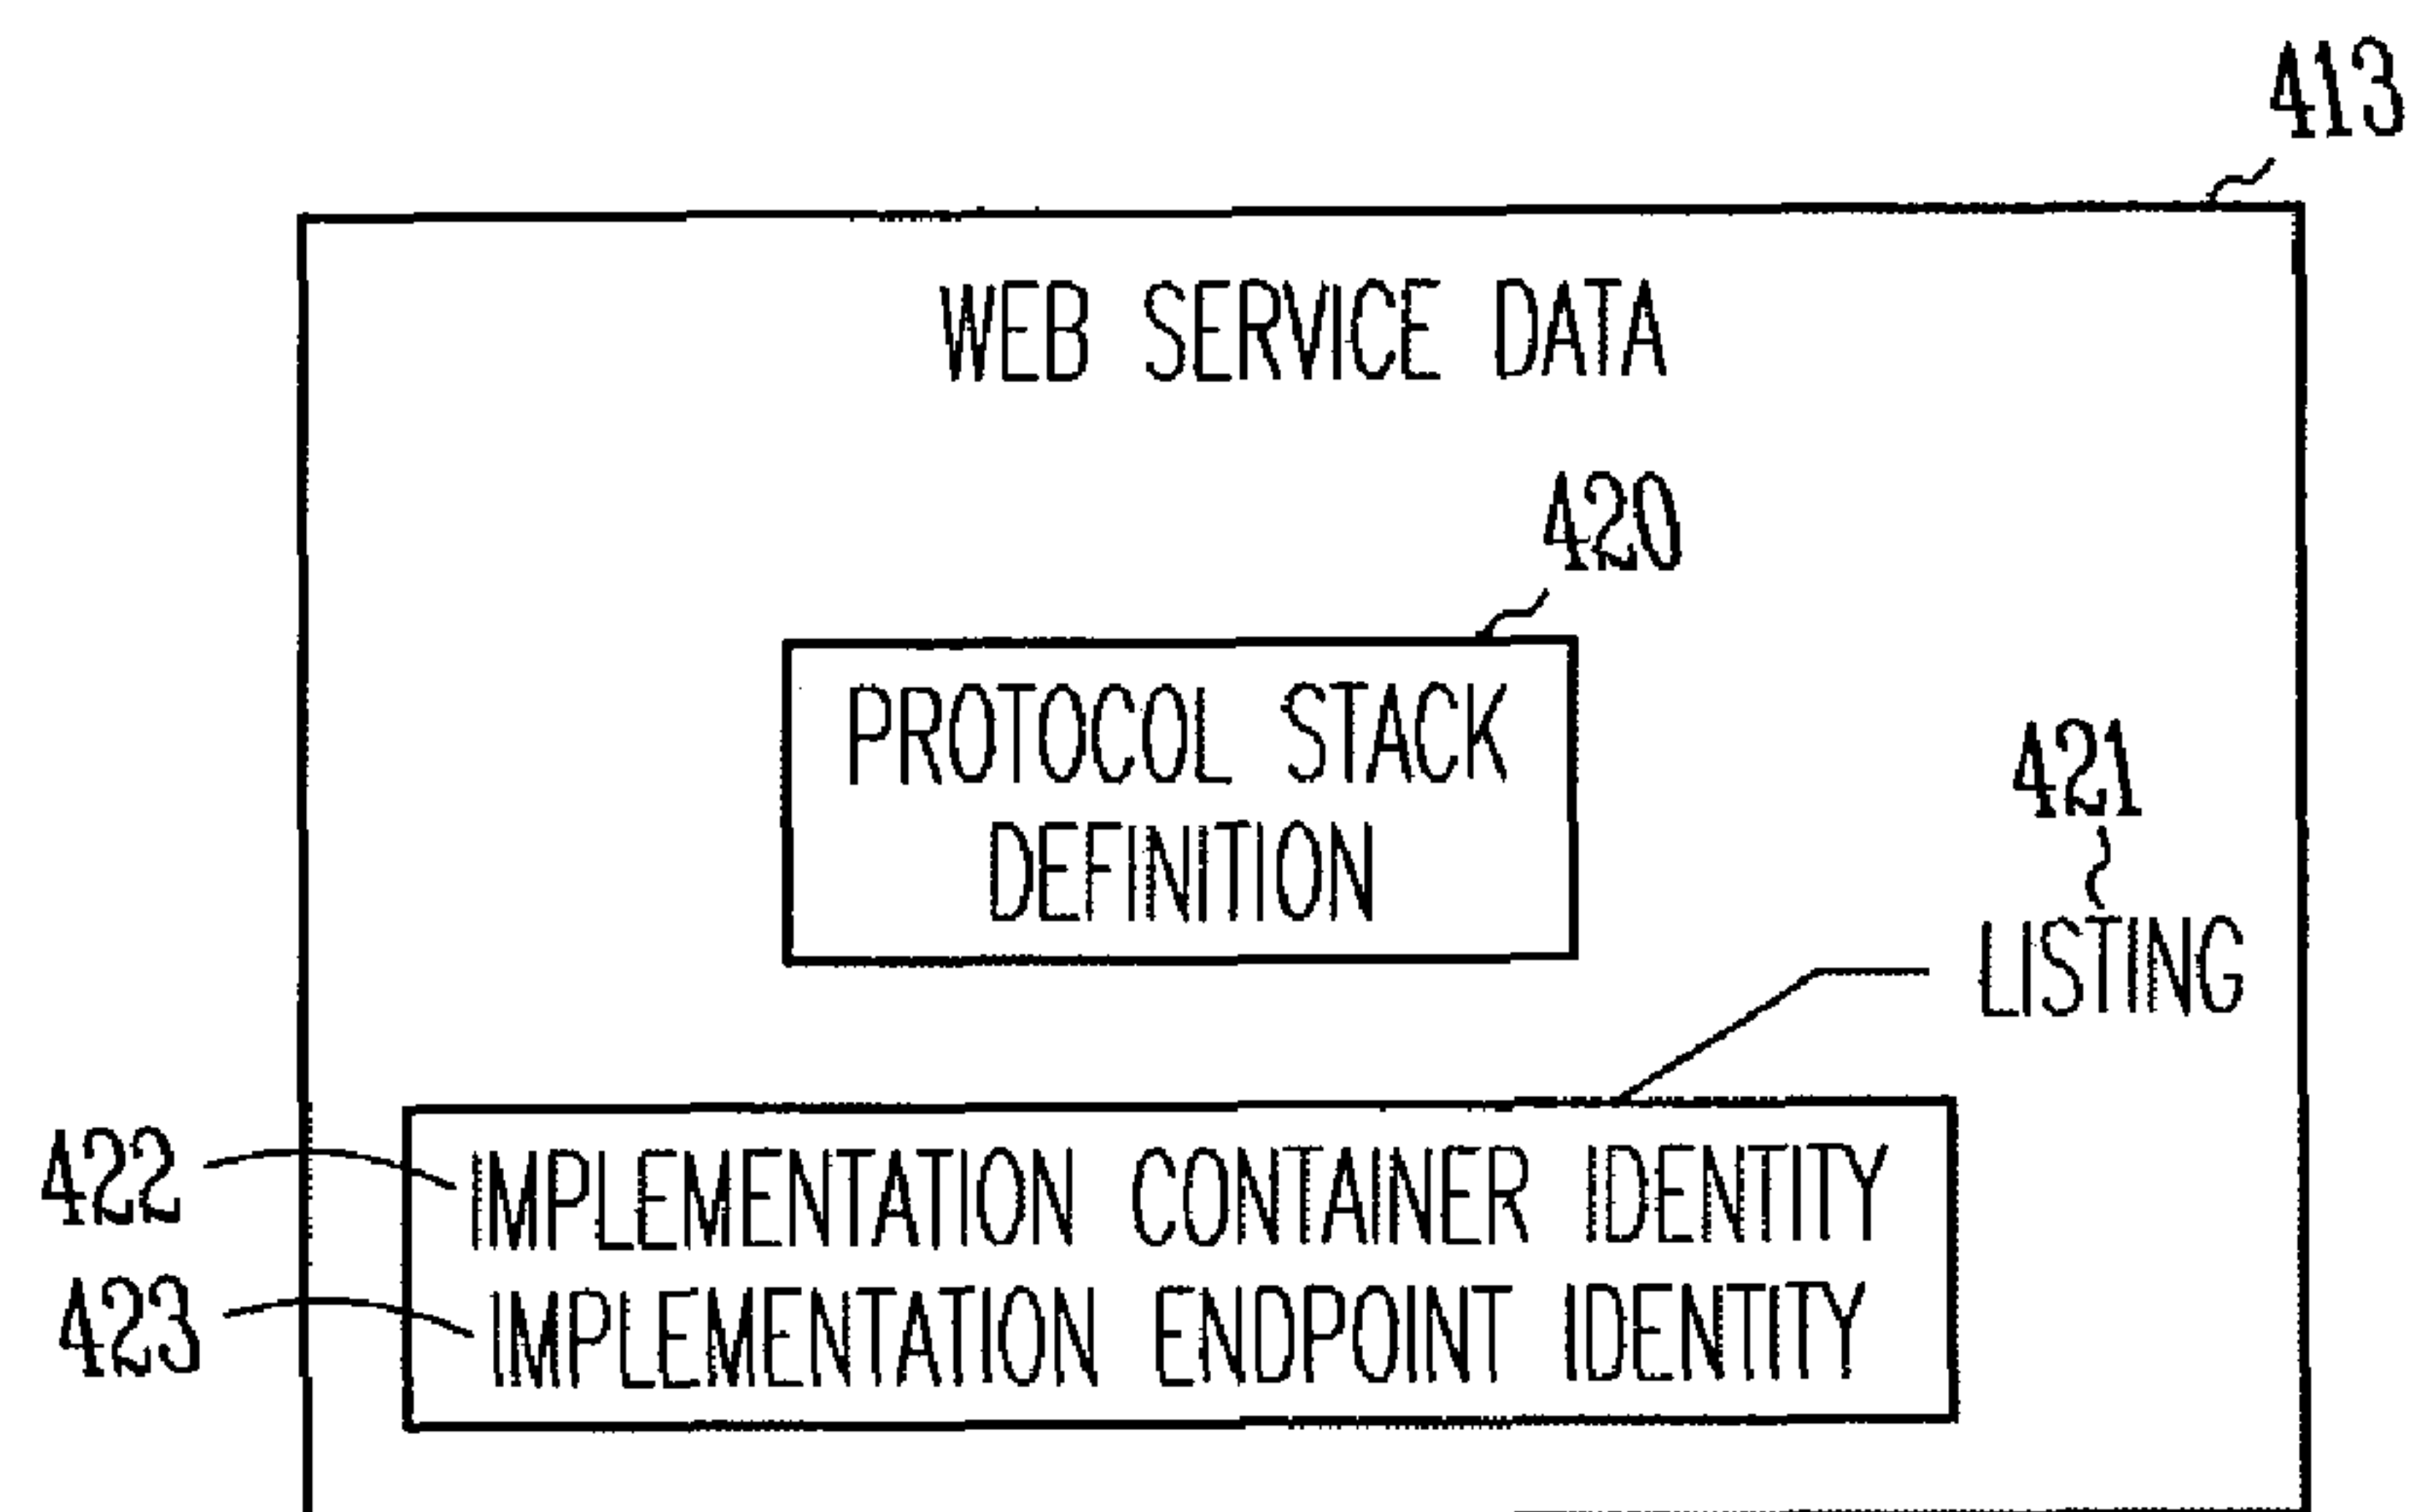 413
WEB SERVICE DATA
420
PROTOCOL STACK
DEFINITION
421
LISTING
422
IMPLEMENTATION CONTAINER IDENTITY
423
IMPLEMENTATION ENDPOINT IDENTITY